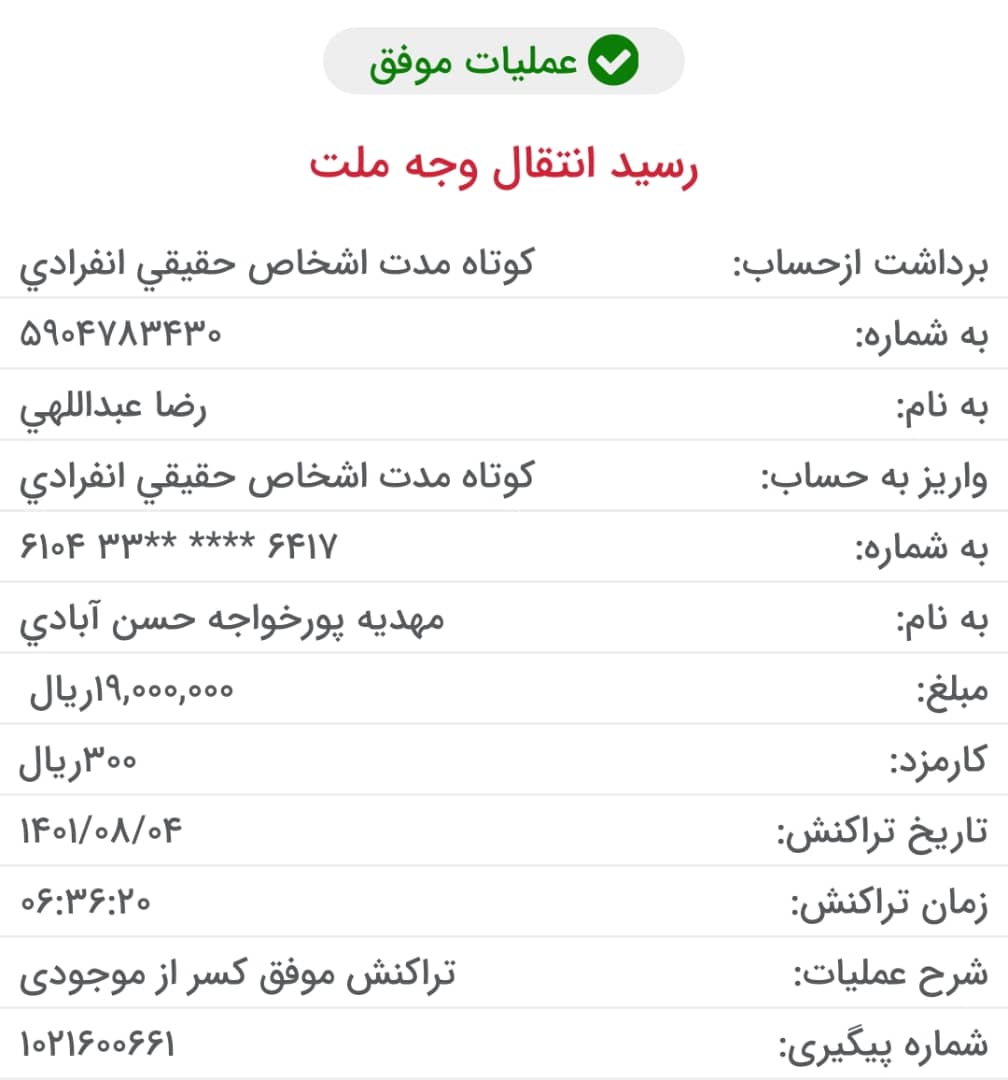 عملیات موفق
رسید انتقال وجه ملت
برداشت ازحساب: کوتاه مدت اشخاص حقيقي انفرادي
به شماره: ۵۹۰۴۷۸۳۴۳۰
به نام: رضا عبداللهي
واریز به حساب: کوتاه مدت اشخاص حقيقي انفرادي
به شماره: ۶۱۰۴ ۳۳** **** ۶۴۱۷
به نام: مهدیه پورخواجه حسن آبادي
مبلغ: ۱۹,۰۰۰,۰۰۰ریال
کارمزد: ۳۰۰ریال
تاریخ تراکنش: ۱۴۰۱/۰۸/۰۴
زمان تراکنش: ۰۶:۳۶:۲۰
شرح عملیات: تراکنش موفق کسر از موجودی
شماره پیگیری: ۱۰۲۱۶۰۰۶۶۱